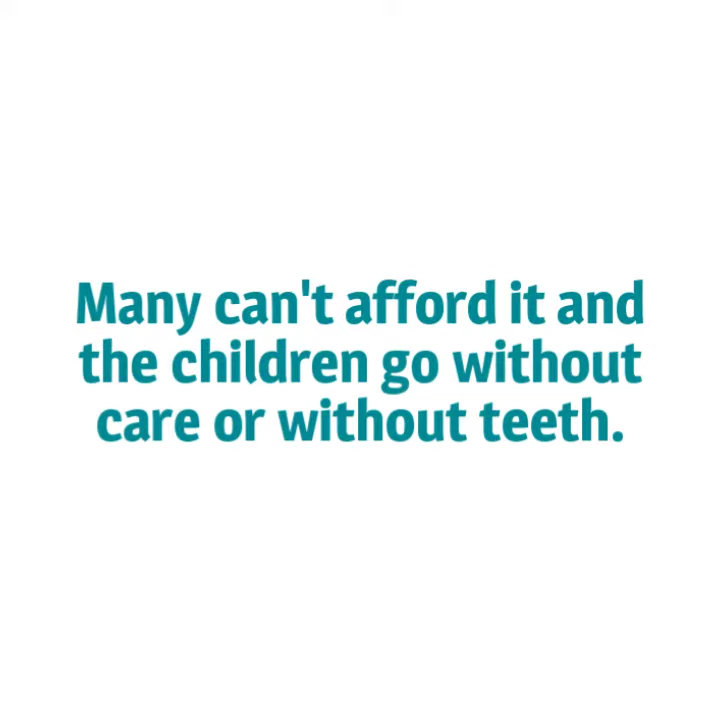 Many can't afford it and
the children go without
care or without teeth.